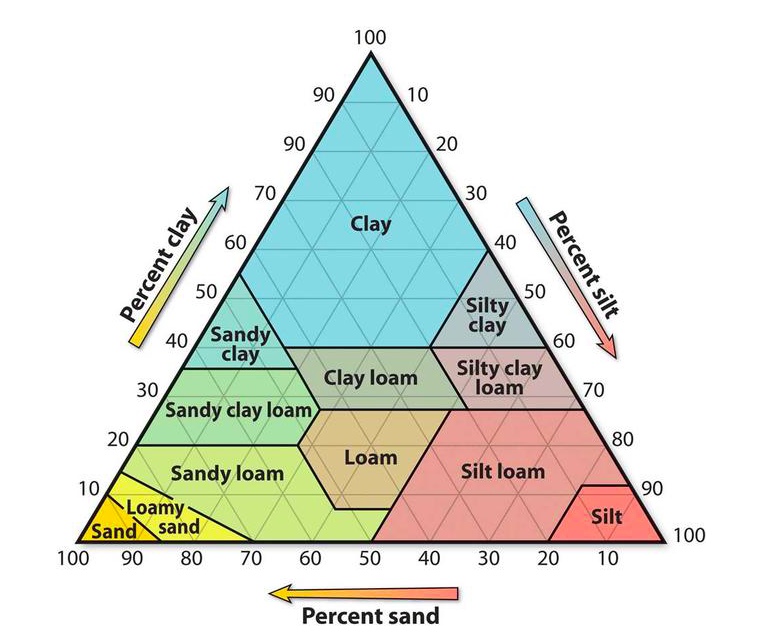 100
90 10
90 20
70 30
Clay
60 40
Percent clay
Percent silt
50 50
Silty
clay
Sandy
clay
40 60
Clay loam
Silty clay
loam
30 70
Sandy clay loam
20 80
Loam
Sandy loam
Silt loam
10 90
Loamy
sand
Sand
Silt
100
100 90 80 70 60 50 40 30 20 10
Percent sand